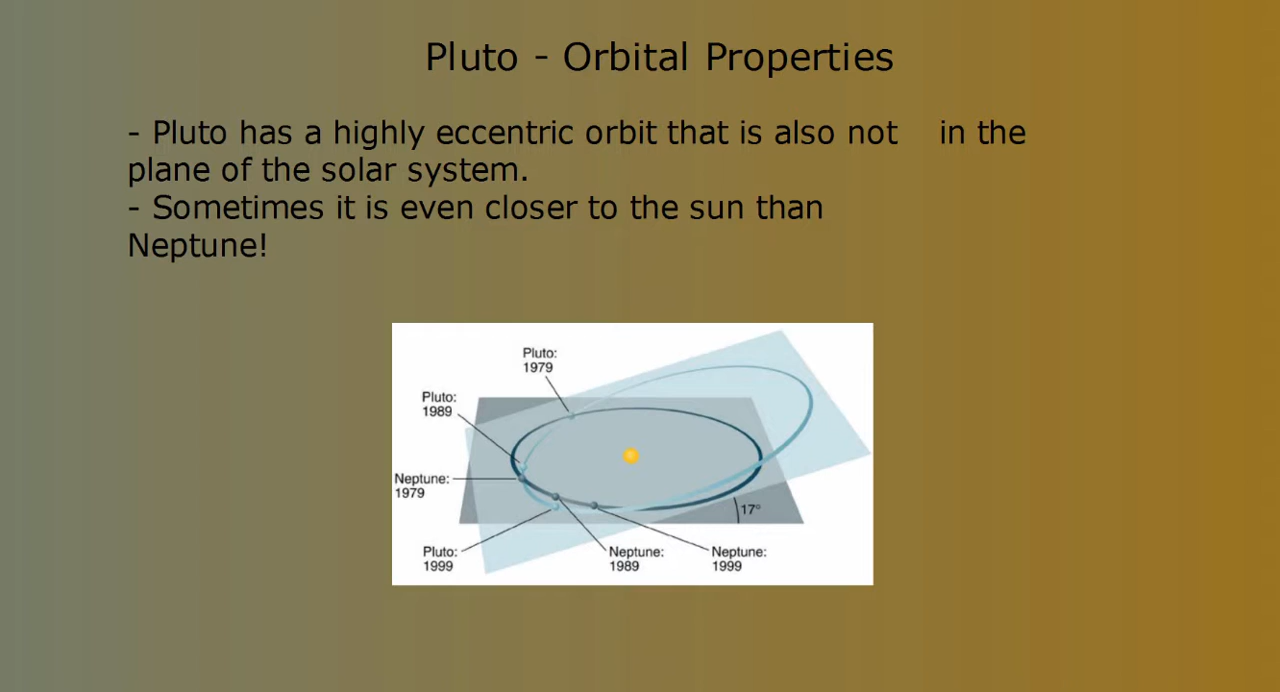 Pluto - Orbital Properties
- Pluto has a highly eccentric orbit that is also not in the
plane of the solar system.
- Sometimes it is even closer to the sun than
Neptune!
Pluto:
1979
Pluto:
1989
Neptune:
1979
17°
Pluto:
1999
Neptune:
1989
Neptune:
1999